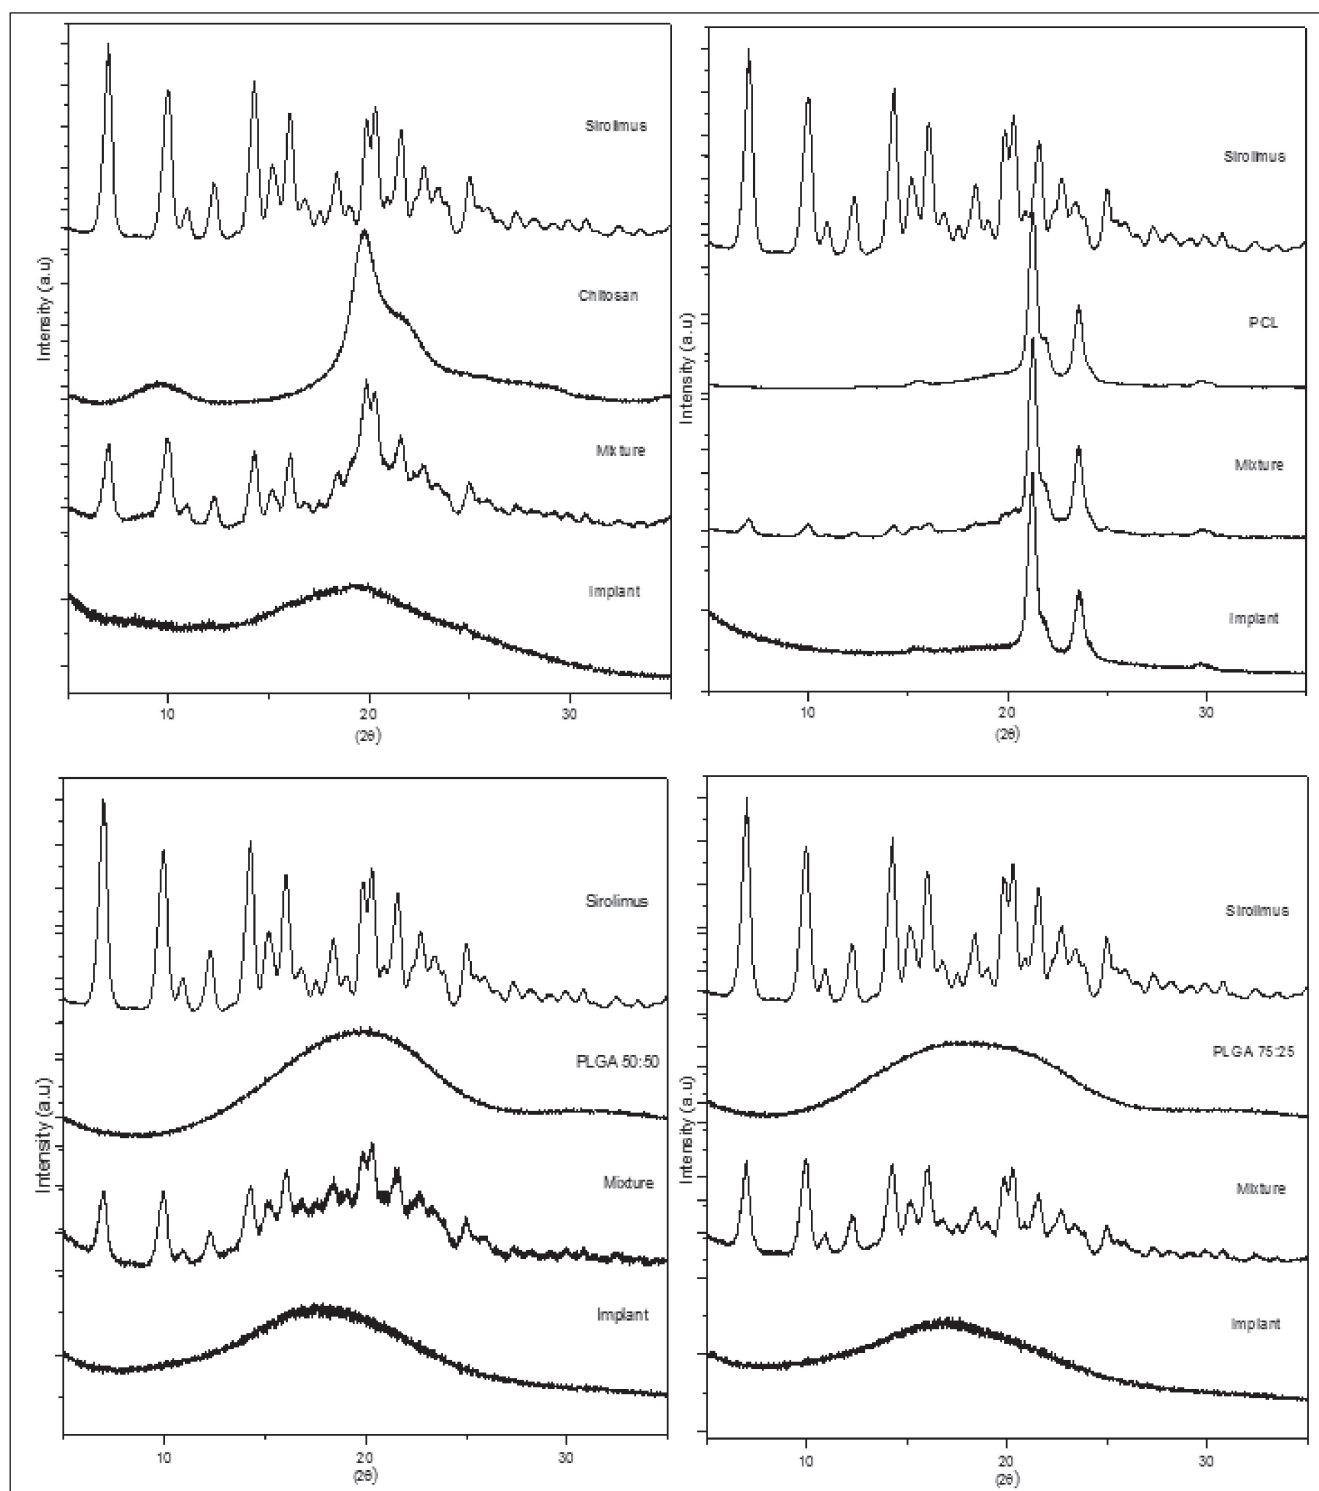 Intensity (a.u)
Sirolimus
Chitosan
Mixture
Implant
10
20
30
(2θ)
Intensity (a.u)
Sirolimus
PCL
Mixture
Implant
10
20
30
(2θ)
Intensity (a.u)
Sirolimus
PLGA 50:50
Mixture
Implant
10
20
30
(2θ)
Intensity (a.u)
Sirolimus
PLGA 75:25
Mixture
Implant
10
20
30
(2θ)